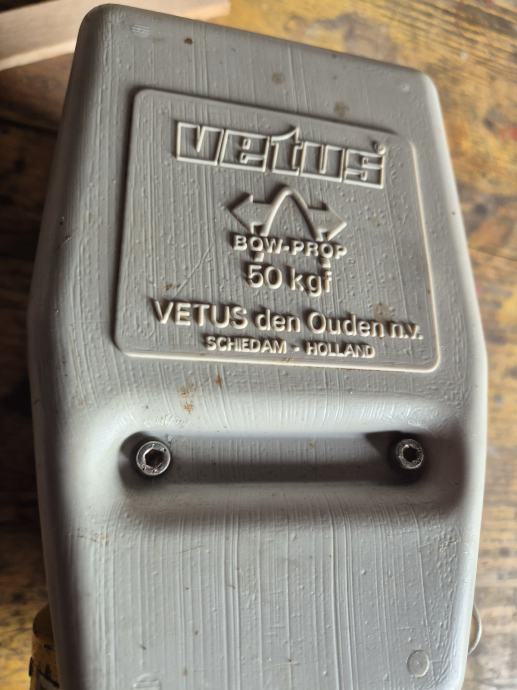 vetus
BOW-PROP
50 kgf
VETUS den Ouden n.v.
SCHIEDAM - HOLLAND